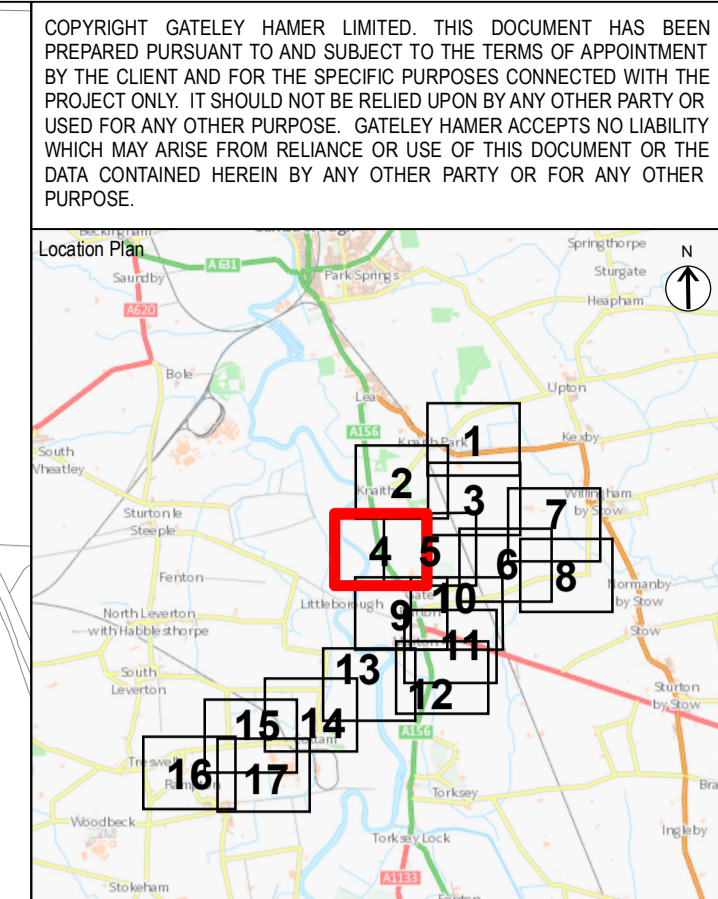 COPYRIGHT GATELEY HAMER LIMITED. THIS DOCUMENT HAS BEEN
PREPARED PURSUANT TO AND SUBJECT TO THE TERMS OF APPOINTMENT
BY THE CLIENT AND FOR THE SPECIFIC PURPOSES CONNECTED WITH THE
PROJECT ONLY. IT SHOULD NOT BE RELIED UPON BY ANY OTHER PARTY OR
USED FOR ANY OTHER PURPOSE. GATELEY HAMER ACCEPTS NO LIABILITY
WHICH MAY ARISE FROM RELIANCE OR USE OF THIS DOCUMENT OR THE
DATA CONTAINED HEREIN BY ANY OTHER PARTY OR FOR ANY OTHER
PURPOSE.
Location Plan
N
Springthorpe
A 631
Saundby
Park Springs
Sturgate
Heapham
A620
Bole
Upton
Lea
A156
Kexby
1
South
Wheatley
Knaith
2
3
Willingham
by Stow
7
Sturton le
Steeple
4
5
6
8
Fenton
Normanby
by Stow
Littleborough
10
9
North Leverton
with Habblesthorpe
Stow
11
South
Leverton
13
12
Sturton
by Stow
15
14
A156
16
17
Torksey
Woodbeck
Ingleby
Torksey Lock
A1133
Stokeham